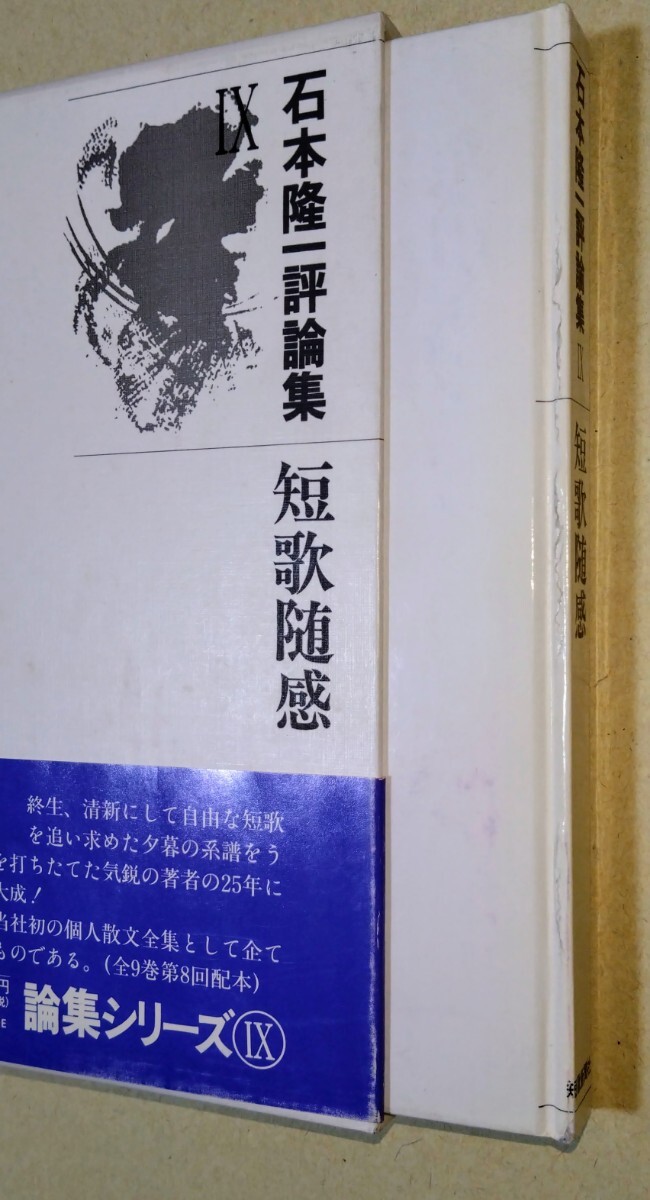 石本隆一評論集
IX
短歌随感
終生、清新にして自由な短歌
を追い求めた夕暮の系譜をう
を打ちたてた気鋭の著者の25年に
大成！
当社初の個人散文全集として企て
ものである。(全9巻第8回配本)
円
税)
E
論集シリーズⅨ
石本隆一評論集 IX
短歌随感